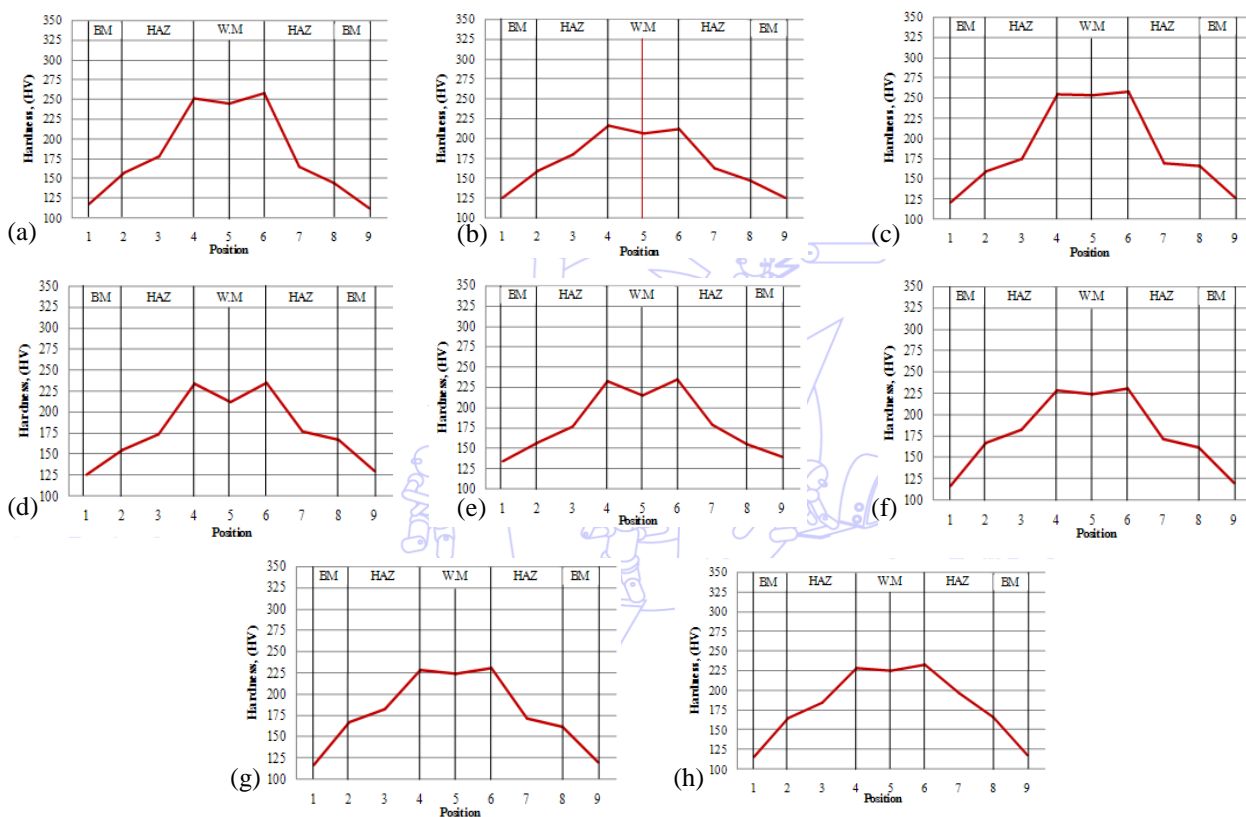 350
325
300
275
250
225
200
175
150
125
100
Hardness, (HV)
BM HAZ W.M HAZ BM
1 2 3 4 5 6 7 8 9
Position
(a)
350
325
300
275
250
225
200
175
150
125
100
Hardness, (HV)
BM HAZ W.M HAZ BM
1 2 3 4 5 6 7 8 9
Position
(b)
350
325
300
275
250
225
200
175
150
125
100
Hardness, (HV)
BM HAZ W.M HAZ BM
1 2 3 4 5 6 7 8 9
Position
(c)
350
325
300
275
250
225
200
175
150
125
100
Hardness, (HV)
BM HAZ W.M HAZ BM
1 2 3 4 5 6 7 8 9
Position
(d)
350
325
300
275
250
225
200
175
150
125
100
Hardness, (HV)
BM HAZ W.M HAZ BM
1 2 3 4 5 6 7 8 9
Position
(e)
350
325
300
275
250
225
200
175
150
125
100
Hardness, (HV)
BM HAZ W.M HAZ BM
1 2 3 4 5 6 7 8 9
Position
(f)
350
325
300
275
250
225
200
175
150
125
100
Hardness, (HV)
BM HAZ W.M HAZ BM
1 2 3 4 5 6 7 8 9
Position
(g)
350
325
300
275
250
225
200
175
150
125
100
Hardness, (HV)
BM HAZ W.M HAZ BM
1 2 3 4 5 6 7 8 9
Position
(h)